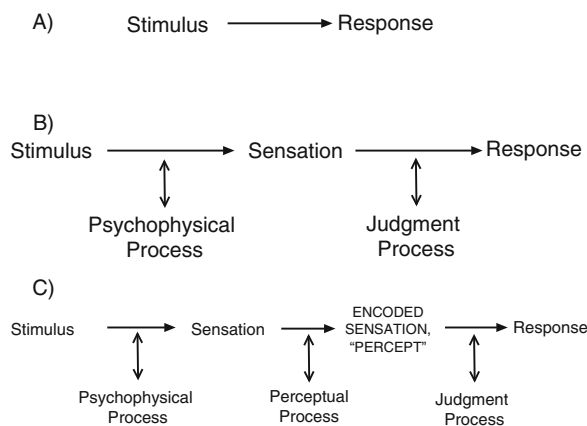 A)
Stimulus Response
B)
Stimulus Sensation Response
Psychophysical Judgment
Process Process
C)
ENCODED
Stimulus Sensation SENSATION, Response
“PERCEPT”
Psychophysical Perceptual Judgment
Process Process Process